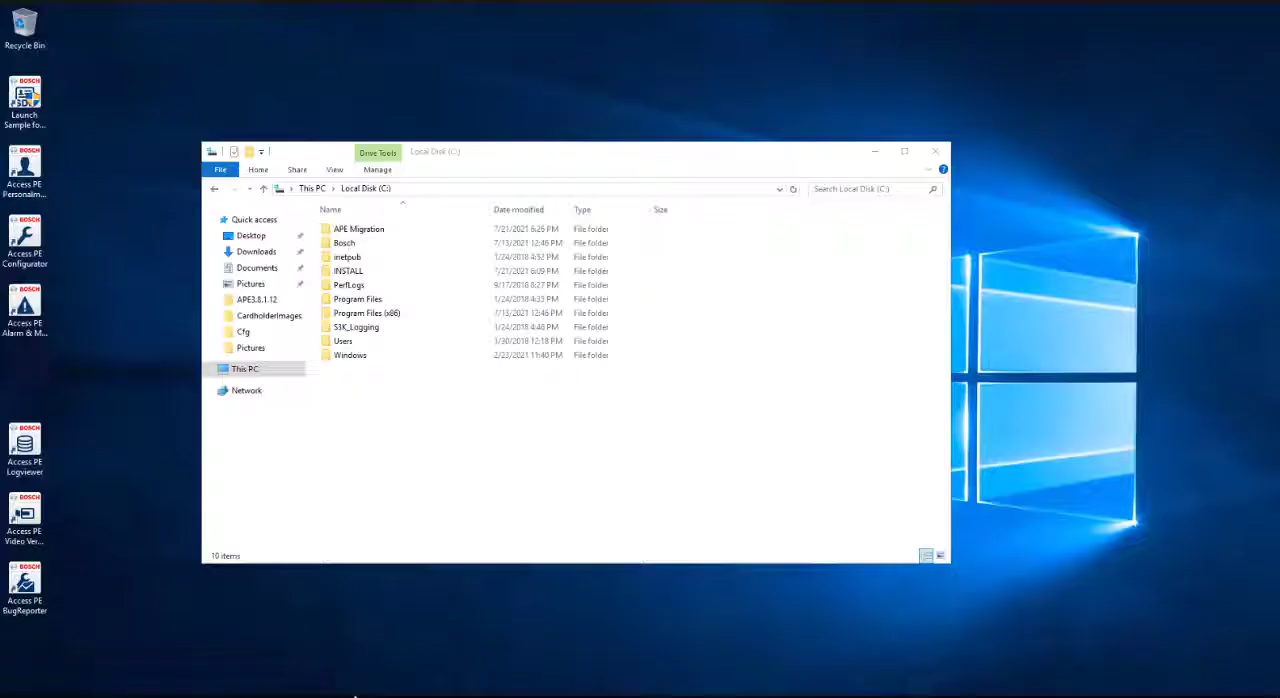 Recycle Bin
BOSCH
Launch
Sample fo...
BOSCH
Access PE
Personalm...
BOSCH
Access PE
Configurator
BOSCH
Access PE
Alarm & M...
BOSCH
Access PE
Logviewer
BOSCH
Access PE
Video Ver...
BOSCH
Access PE
BugReporter
Drive Tools Local Disk (C:)
File Home Share View Manage
This PC Local Disk (C:) Search Local Disk (C:)
Name Date modified Type Size
Quick access
Desktop
Downloads
Documents
Pictures
APE3.8.1.12
CardholderImages
Cfg
Pictures
This PC
Network
APE Migration 7/21/2021 6:26 PM File folder
Bosch 7/13/2021 12:46 PM File folder
inetpub 1/24/2018 4:52 PM File folder
INSTALL 7/21/2021 6:09 PM File folder
PerfLogs 9/17/2018 8:27 PM File folder
Program Files 1/24/2018 4:33 PM File folder
Program Files (x86) 7/13/2021 12:46 PM File folder
S3K_Logging 1/24/2018 4:46 PM File folder
Users 1/30/2018 12:18 PM File folder
Windows 2/23/2021 11:40 PM File folder
10 items